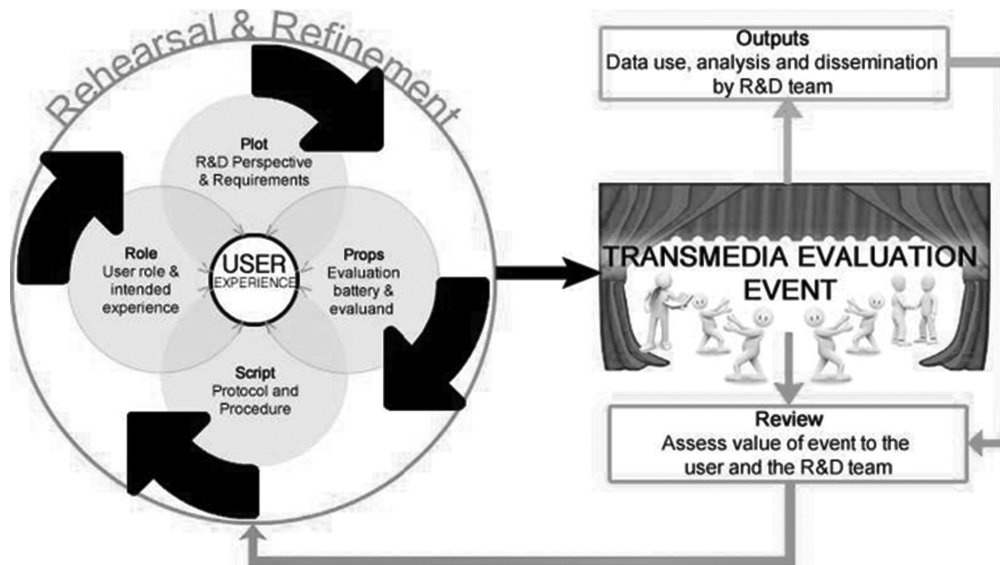 Rehearsal & Refinement
Plot
R&D Perspective
& Requirements
Role
User role &
intended
experience
USER
EXPERIENCE
Props
Evaluation
battery &
evaluand
Script
Protocol and
Procedure
Outputs
Data use, analysis and dissemination
by R&D team
TRANSMEDIA EVALUATION
EVENT
Review
Assess value of event to the
user and the R&D team